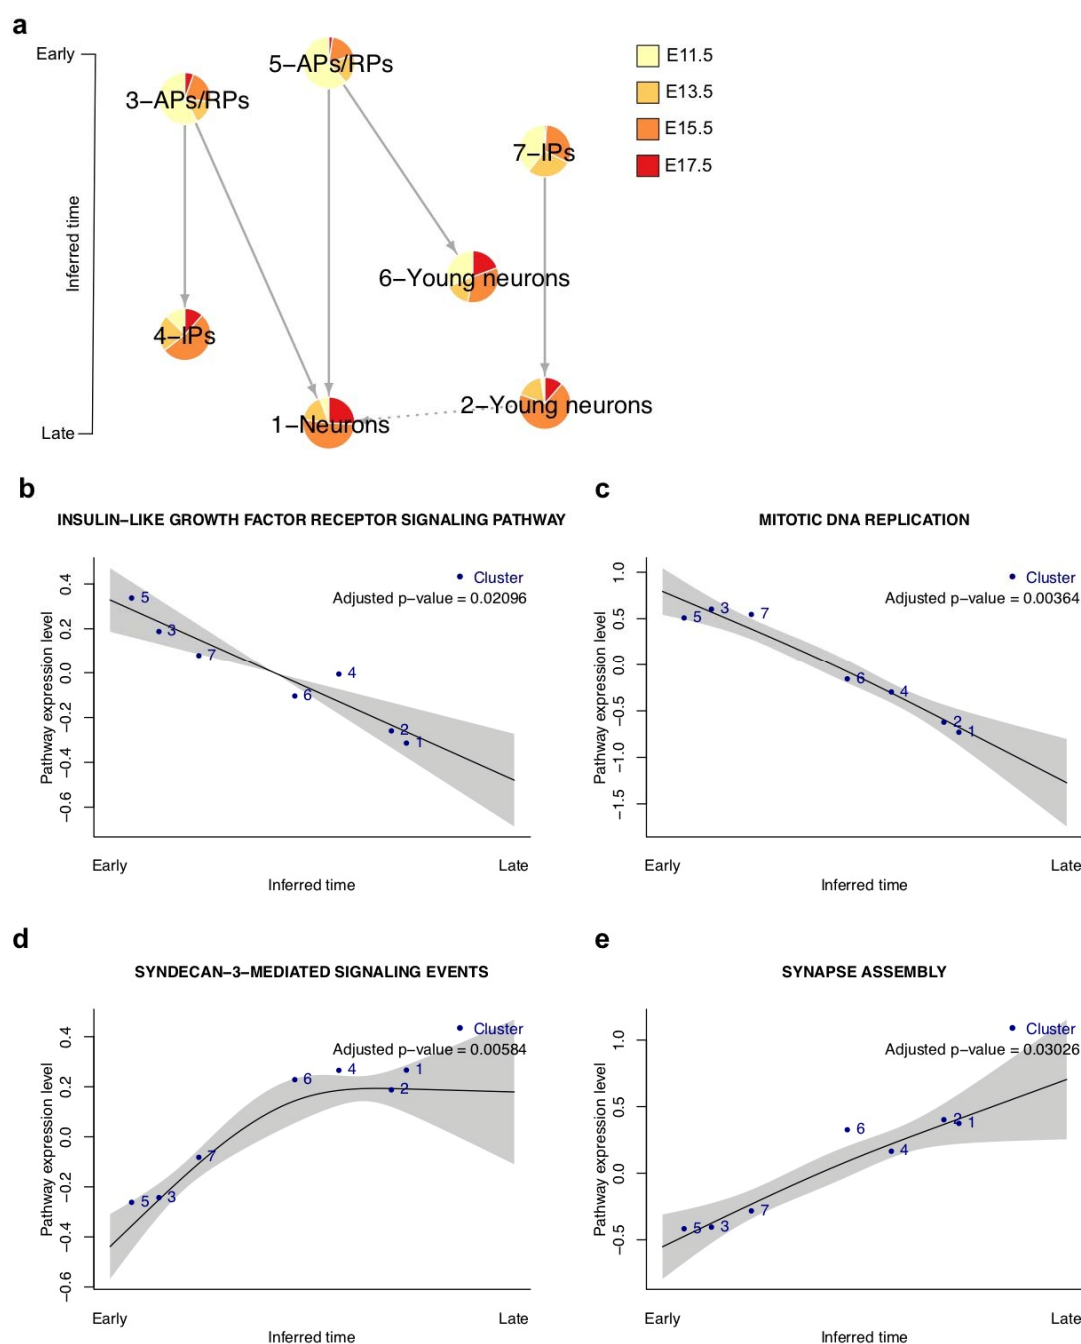 a
Early
Inferred time
Late
3–APs/RPs
5–APs/RPs
7–IPs
6–Young neurons
4–IPs
1–Neurons
2–Young neurons
E11.5
E13.5
E15.5
E17.5
b
INSULIN–LIKE GROWTH FACTOR RECEPTOR SIGNALING PATHWAY
Cluster
Adjusted p–value = 0.02096
Pathway expression level
0.4
0.2
0.0
−0.2
−0.4
−0.6
5
3
7
6
4
2
1
Early
Late
Inferred time
c
MITOTIC DNA REPLICATION
Cluster
Adjusted p–value = 0.00364
Pathway expression level
1.0
0.5
0.0
−0.5
−1.0
−1.5
5
3
7
6
4
2
1
Early
Late
Inferred time
d
SYNDECAN–3–MEDIATED SIGNALING EVENTS
Cluster
Adjusted p–value = 0.00584
Pathway expression level
0.4
0.2
0.0
−0.2
−0.4
−0.6
5
3
7
6
4
2
1
Early
Late
Inferred time
e
SYNAPSE ASSEMBLY
Cluster
Adjusted p–value = 0.03026
Pathway expression level
1.0
0.5
0.0
−0.5
5
3
7
6
4
2
1
Early
Late
Inferred time